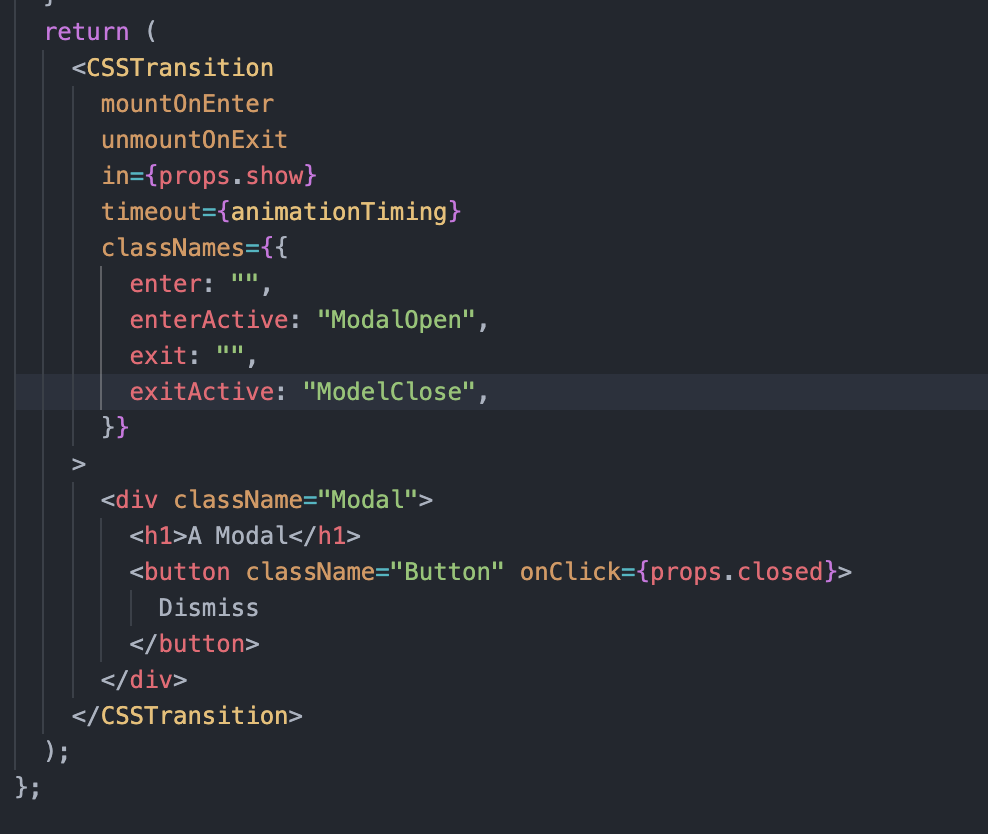 }
return (
<CSSTransition
mountOnEnter
unmountOnExit
in={props.show}
timeout={animationTiming}
classNames={{
enter: "",
enterActive: "ModalOpen",
exit: "",
exitActive: "ModelClose",
}}
>
<div className="Modal">
<h1>A Modal</h1>
<button className="Button" onClick={props.closed}>
Dismiss
</button>
</div>
</CSSTransition>
);
};